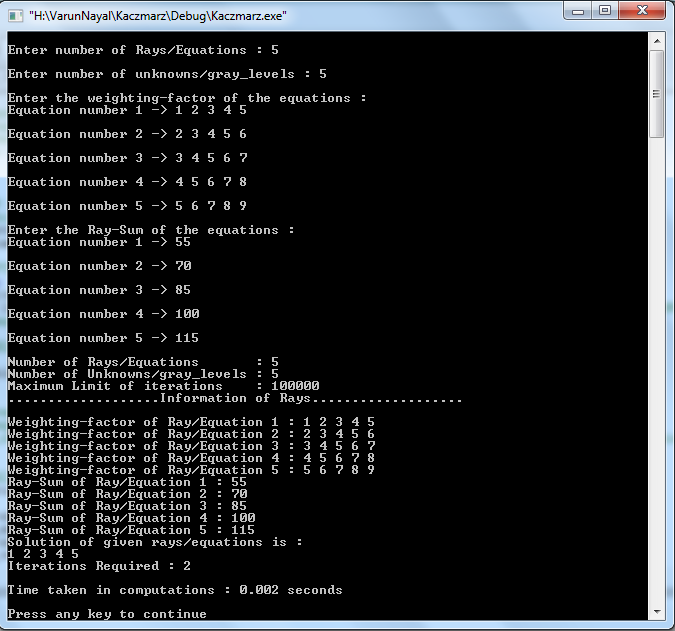 "H:\VarunNayal\Kaczmarz\Debug\Kaczmarz.exe"
Enter number of Rays/Equations : 5
Enter number of unknowns/gray_levels : 5
Enter the weighting-factor of the equations :
Equation number 1 -> 1 2 3 4 5
Equation number 2 -> 2 3 4 5 6
Equation number 3 -> 3 4 5 6 7
Equation number 4 -> 4 5 6 7 8
Equation number 5 -> 5 6 7 8 9
Enter the Ray-Sum of the equations :
Equation number 1 -> 55
Equation number 2 -> 70
Equation number 3 -> 85
Equation number 4 -> 100
Equation number 5 -> 115
Number of Rays/Equations : 5
Number of Unknowns/gray_levels : 5
Maximum Limit of iterations : 100000
...................Information of Rays...................
Weighting-factor of Ray/Equation 1 : 1 2 3 4 5
Weighting-factor of Ray/Equation 2 : 2 3 4 5 6
Weighting-factor of Ray/Equation 3 : 3 4 5 6 7
Weighting-factor of Ray/Equation 4 : 4 5 6 7 8
Weighting-factor of Ray/Equation 5 : 5 6 7 8 9
Ray-Sum of Ray/Equation 1 : 55
Ray-Sum of Ray/Equation 2 : 70
Ray-Sum of Ray/Equation 3 : 85
Ray-Sum of Ray/Equation 4 : 100
Ray-Sum of Ray/Equation 5 : 115
Solution of given rays/equations is :
1 2 3 4 5
Iterations Required : 2
Time taken in computations : 0.002 seconds
Press any key to continue